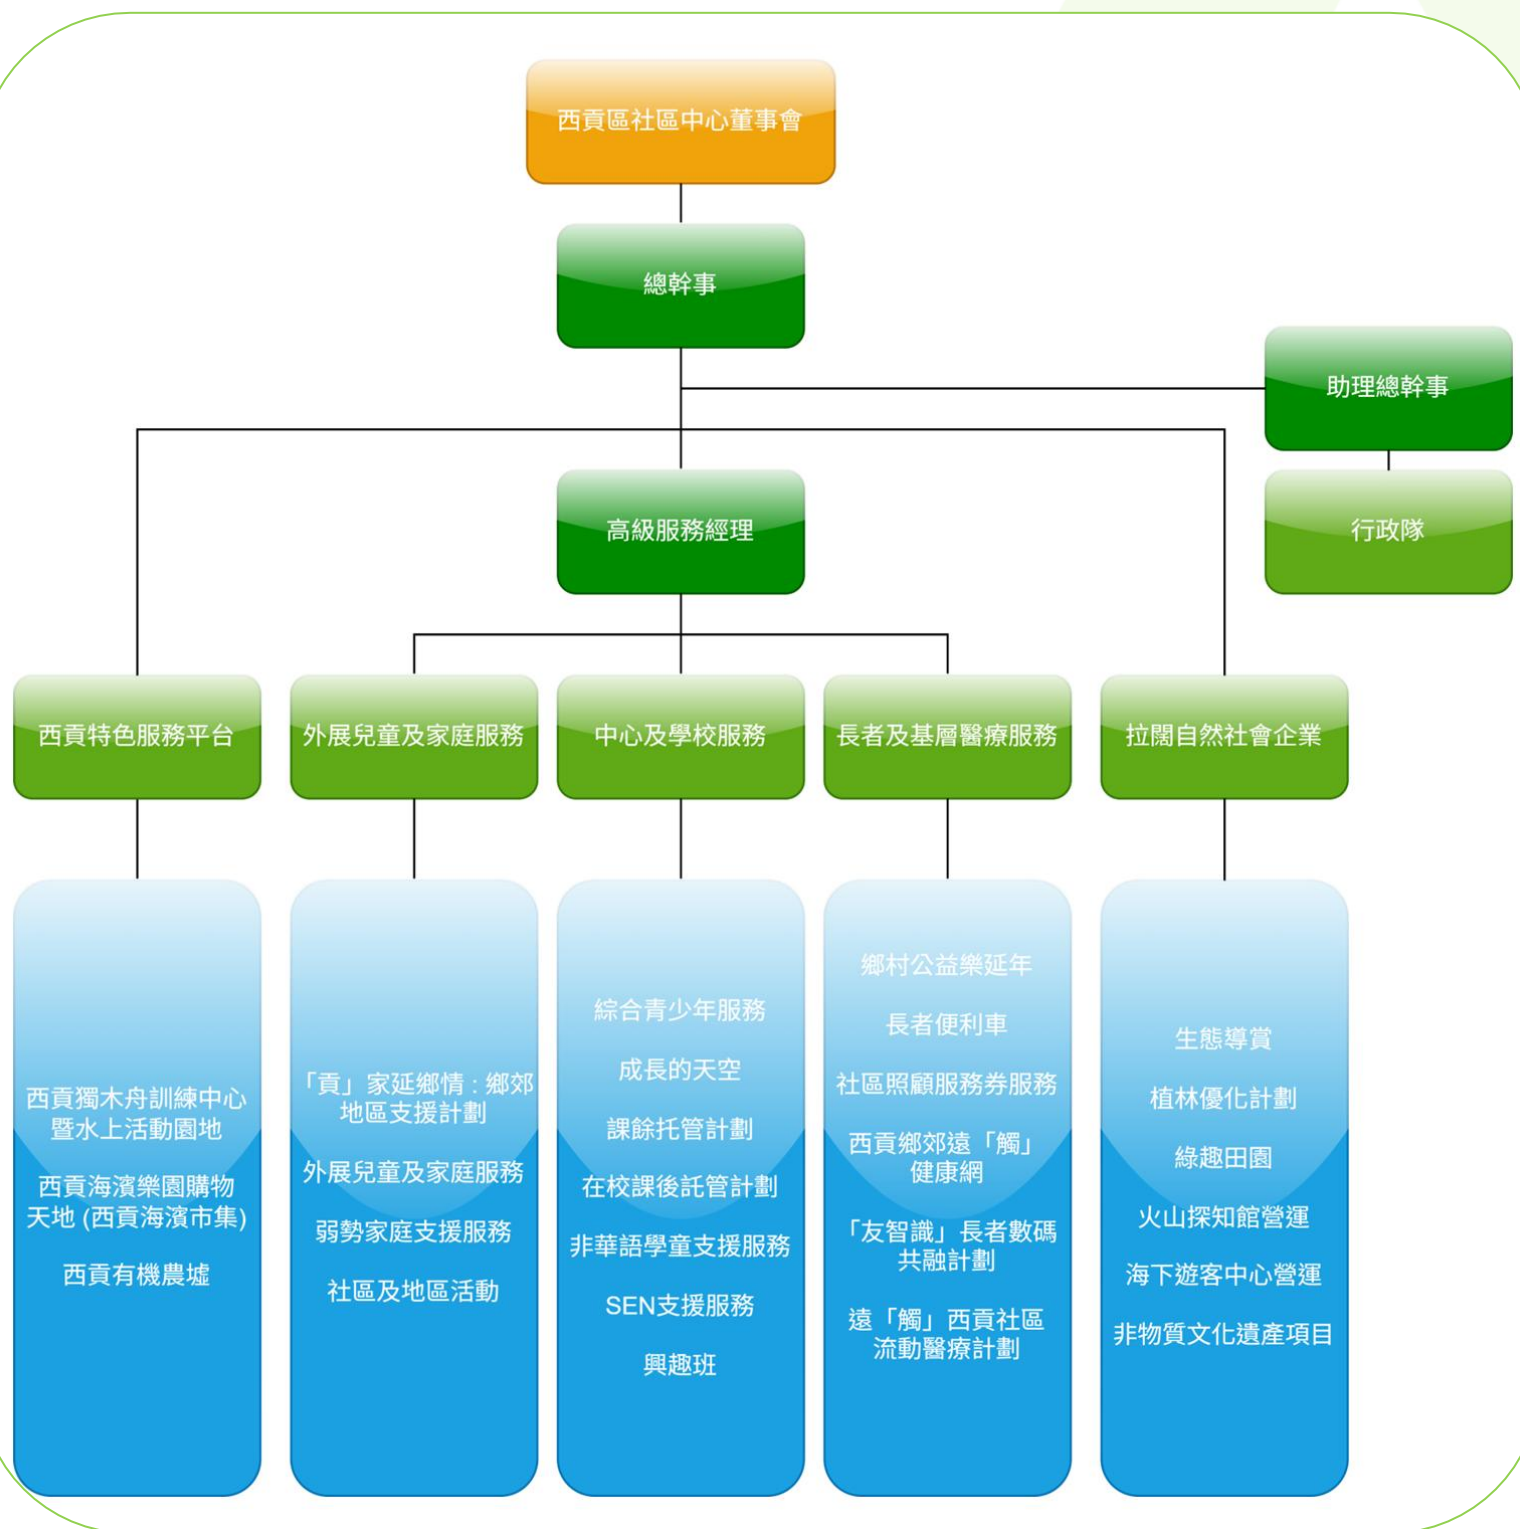 西貢區社區中心董事會
總幹事
助理總幹事
行政隊
高級服務經理
西貢特色服務平台
外展兒童及家庭服務
中心及學校服務
長者及基層醫療服務
拉闊自然社會企業
西貢獨木舟訓練中心
暨水上活動園地
西貢海濱樂園購物
天地 (西貢海濱市集)
西貢有機農墟
「貢」家延鄉情 : 鄉郊
地區支援計劃
外展兒童及家庭服務
弱勢家庭支援服務
社區及地區活動
綜合青少年服務
成長的天空
課餘托管計劃
在校課後託管計劃
非華語學童支援服務
SEN支援服務
興趣班
鄉村公益樂延年
長者便利車
社區照顧服務券服務
西貢鄉郊遠「觸」
健康網
「友智識」長者數碼
共融計劃
遠「觸」西貢社區
流動醫療計劃
生態導賞
植林優化計劃
綠趣田園
火山探知館營運
海下遊客中心營運
非物質文化遺產項目